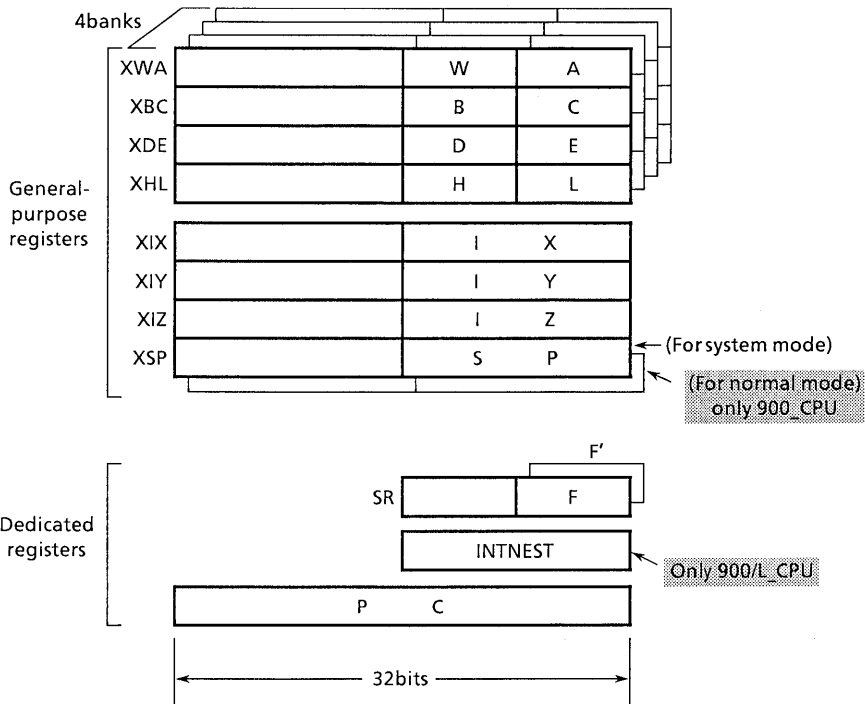 4banks
XWA W A
XBC B C
XDE D E
XHL H L
General-
purpose
registers
XIX I X
XIY I Y
XIZ I Z
XSP S P
(For system mode)
(For normal mode)
only 900_CPU
F'
SR F
Dedicated
registers
INTNEST
Only 900/L_CPU
P C
32bits